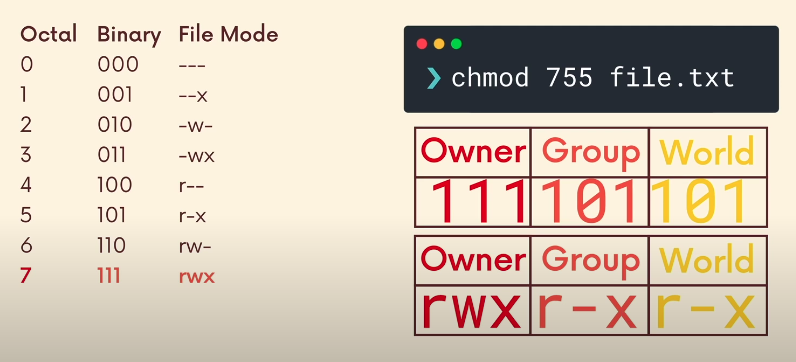 Octal Binary File Mode
0 000 ---
1 001 --x
2 010 -w-
3 011 -wx
4 100 r--
5 101 r-x
6 110 rw-
7 111 rwx
❯ chmod 755 file.txt
Owner Group World
111 101 101
Owner Group World
rwx r-x r-x